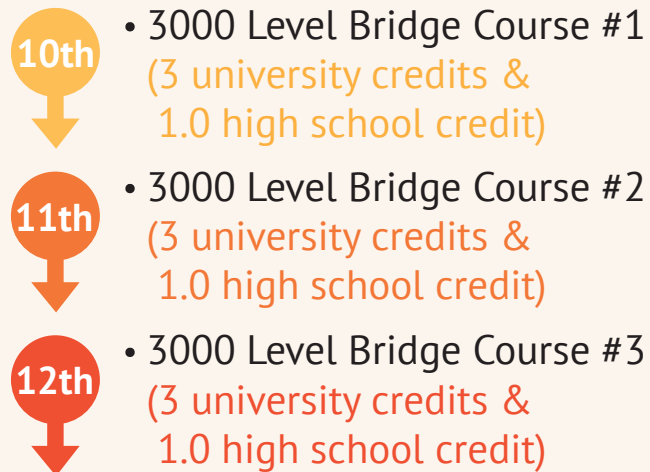 10th
• 3000 Level Bridge Course #1
(3 university credits &
1.0 high school credit)
11th
• 3000 Level Bridge Course #2
(3 university credits &
1.0 high school credit)
12th
• 3000 Level Bridge Course #3
(3 university credits &
1.0 high school credit)